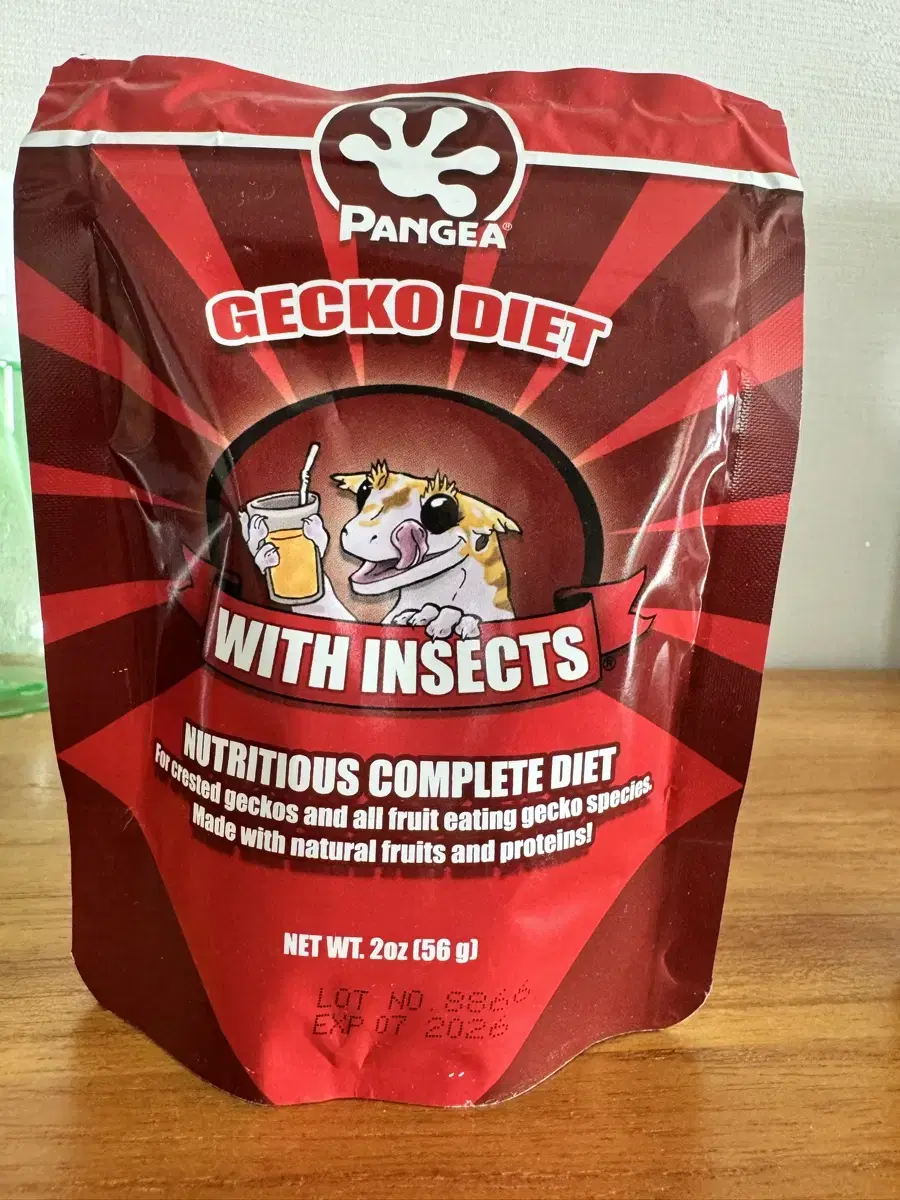 PANGEA®
GECKO DIET
WITH INSECTS®
NUTRITIOUS COMPLETE DIET
For crested geckos and all fruit eating gecko species.
Made with natural fruits and proteins!
NET WT. 2oz (56 g)
LOT NO 8866
EXP 07 2026